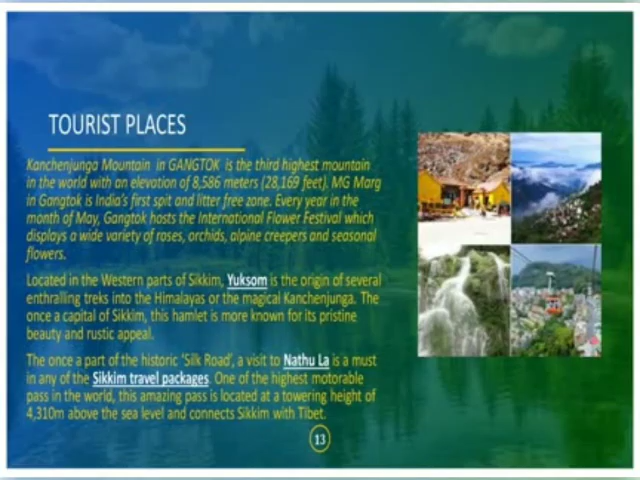 TOURIST PLACES
Kanchenjunga Mountain in GANGTOK is the third highest mountain
in the world with an elevation of 8,586 meters (28,169 feet). MG Marg
in Gangtok is India's first spit and litter free zone. Every year in the
month of May, Gangtok hosts the International Flower Festival which
displays a wide variety of roses, orchids, alpine creepers and seasonal
flowers.
Located in the Western parts of Sikkim, Yuksom is the origin of several
enthralling treks into the Himalayas or the magical Kanchenjunga. The
once a capital of Sikkim, this hamlet is more known for its pristine
beauty and rustic appeal.
The once a part of the historic 'Silk Road', a visit to Nathu La is a must
in any of the Sikkim travel packages. One of the highest motorable
pass in the world, this amazing pass is located at a towering height of
4,310m above the sea level and connects Sikkim with Tibet.
13